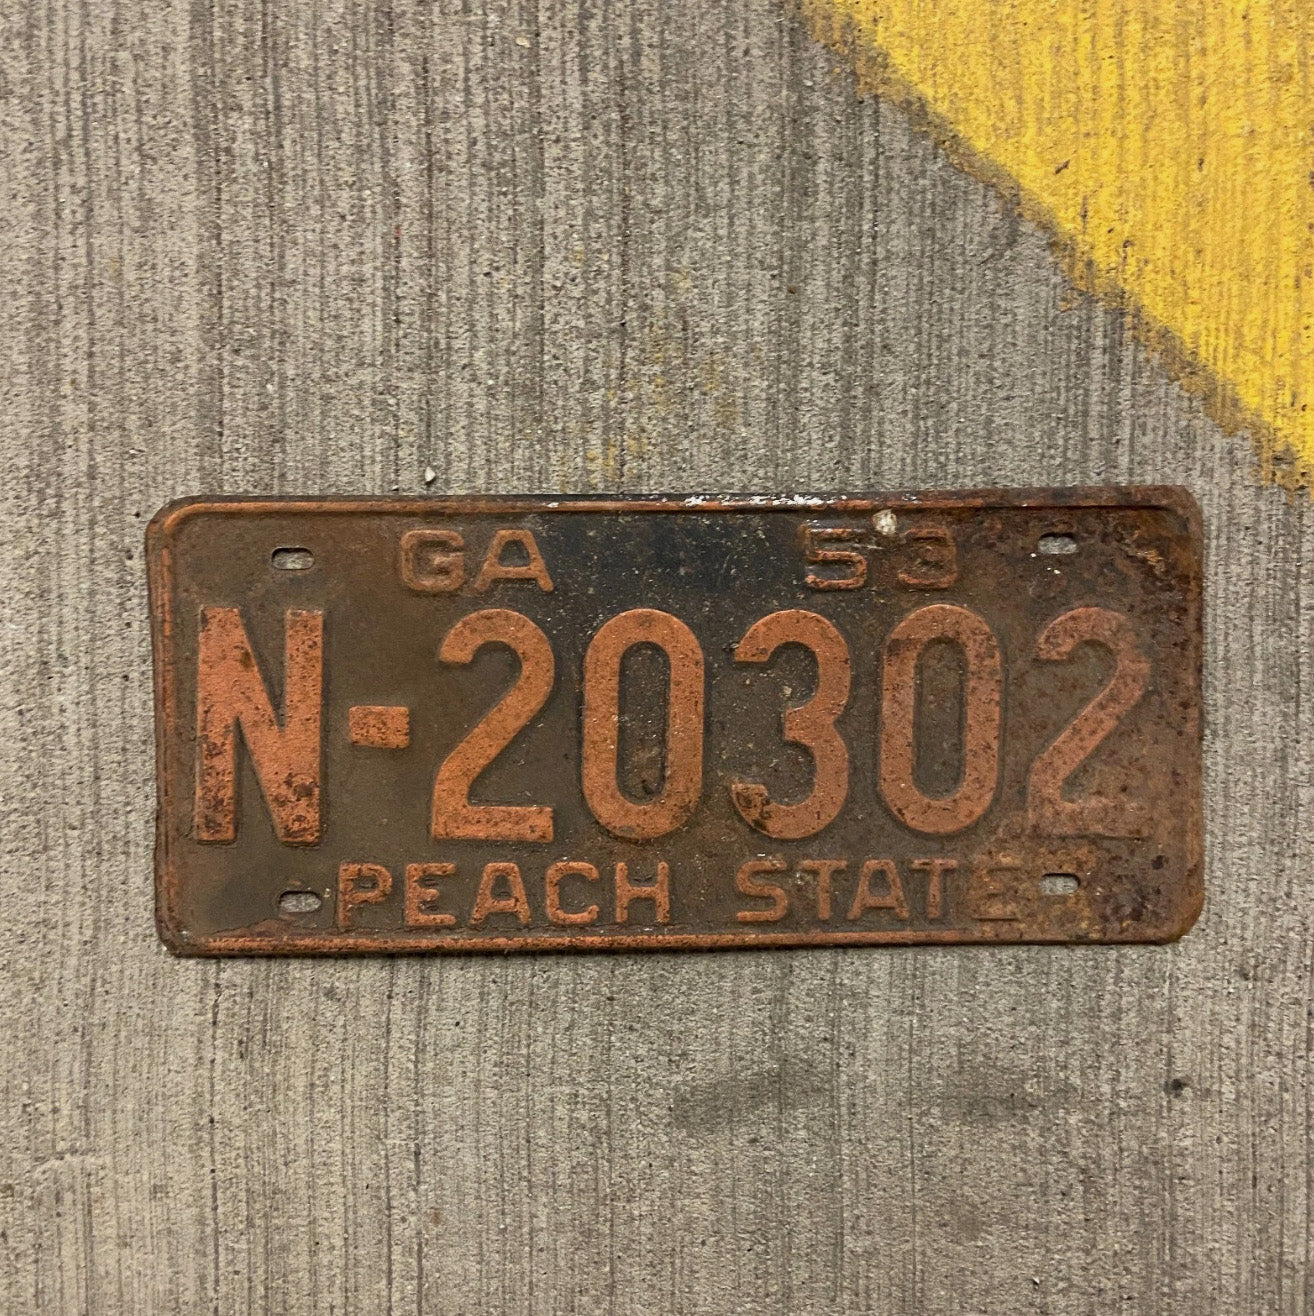 GA 53
N-20302
PEACH STATE